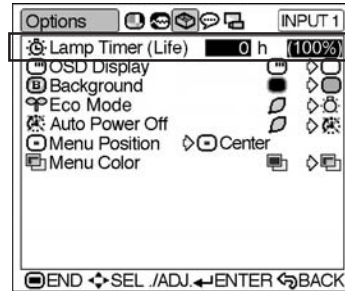 Options INPUT 1
Lamp Timer (Life) 0 h (100%)
OSD Display
B Background
Eco Mode
Auto Power Off
Menu Position Center
Menu Color
END SEL./ADJ. ENTER BACK